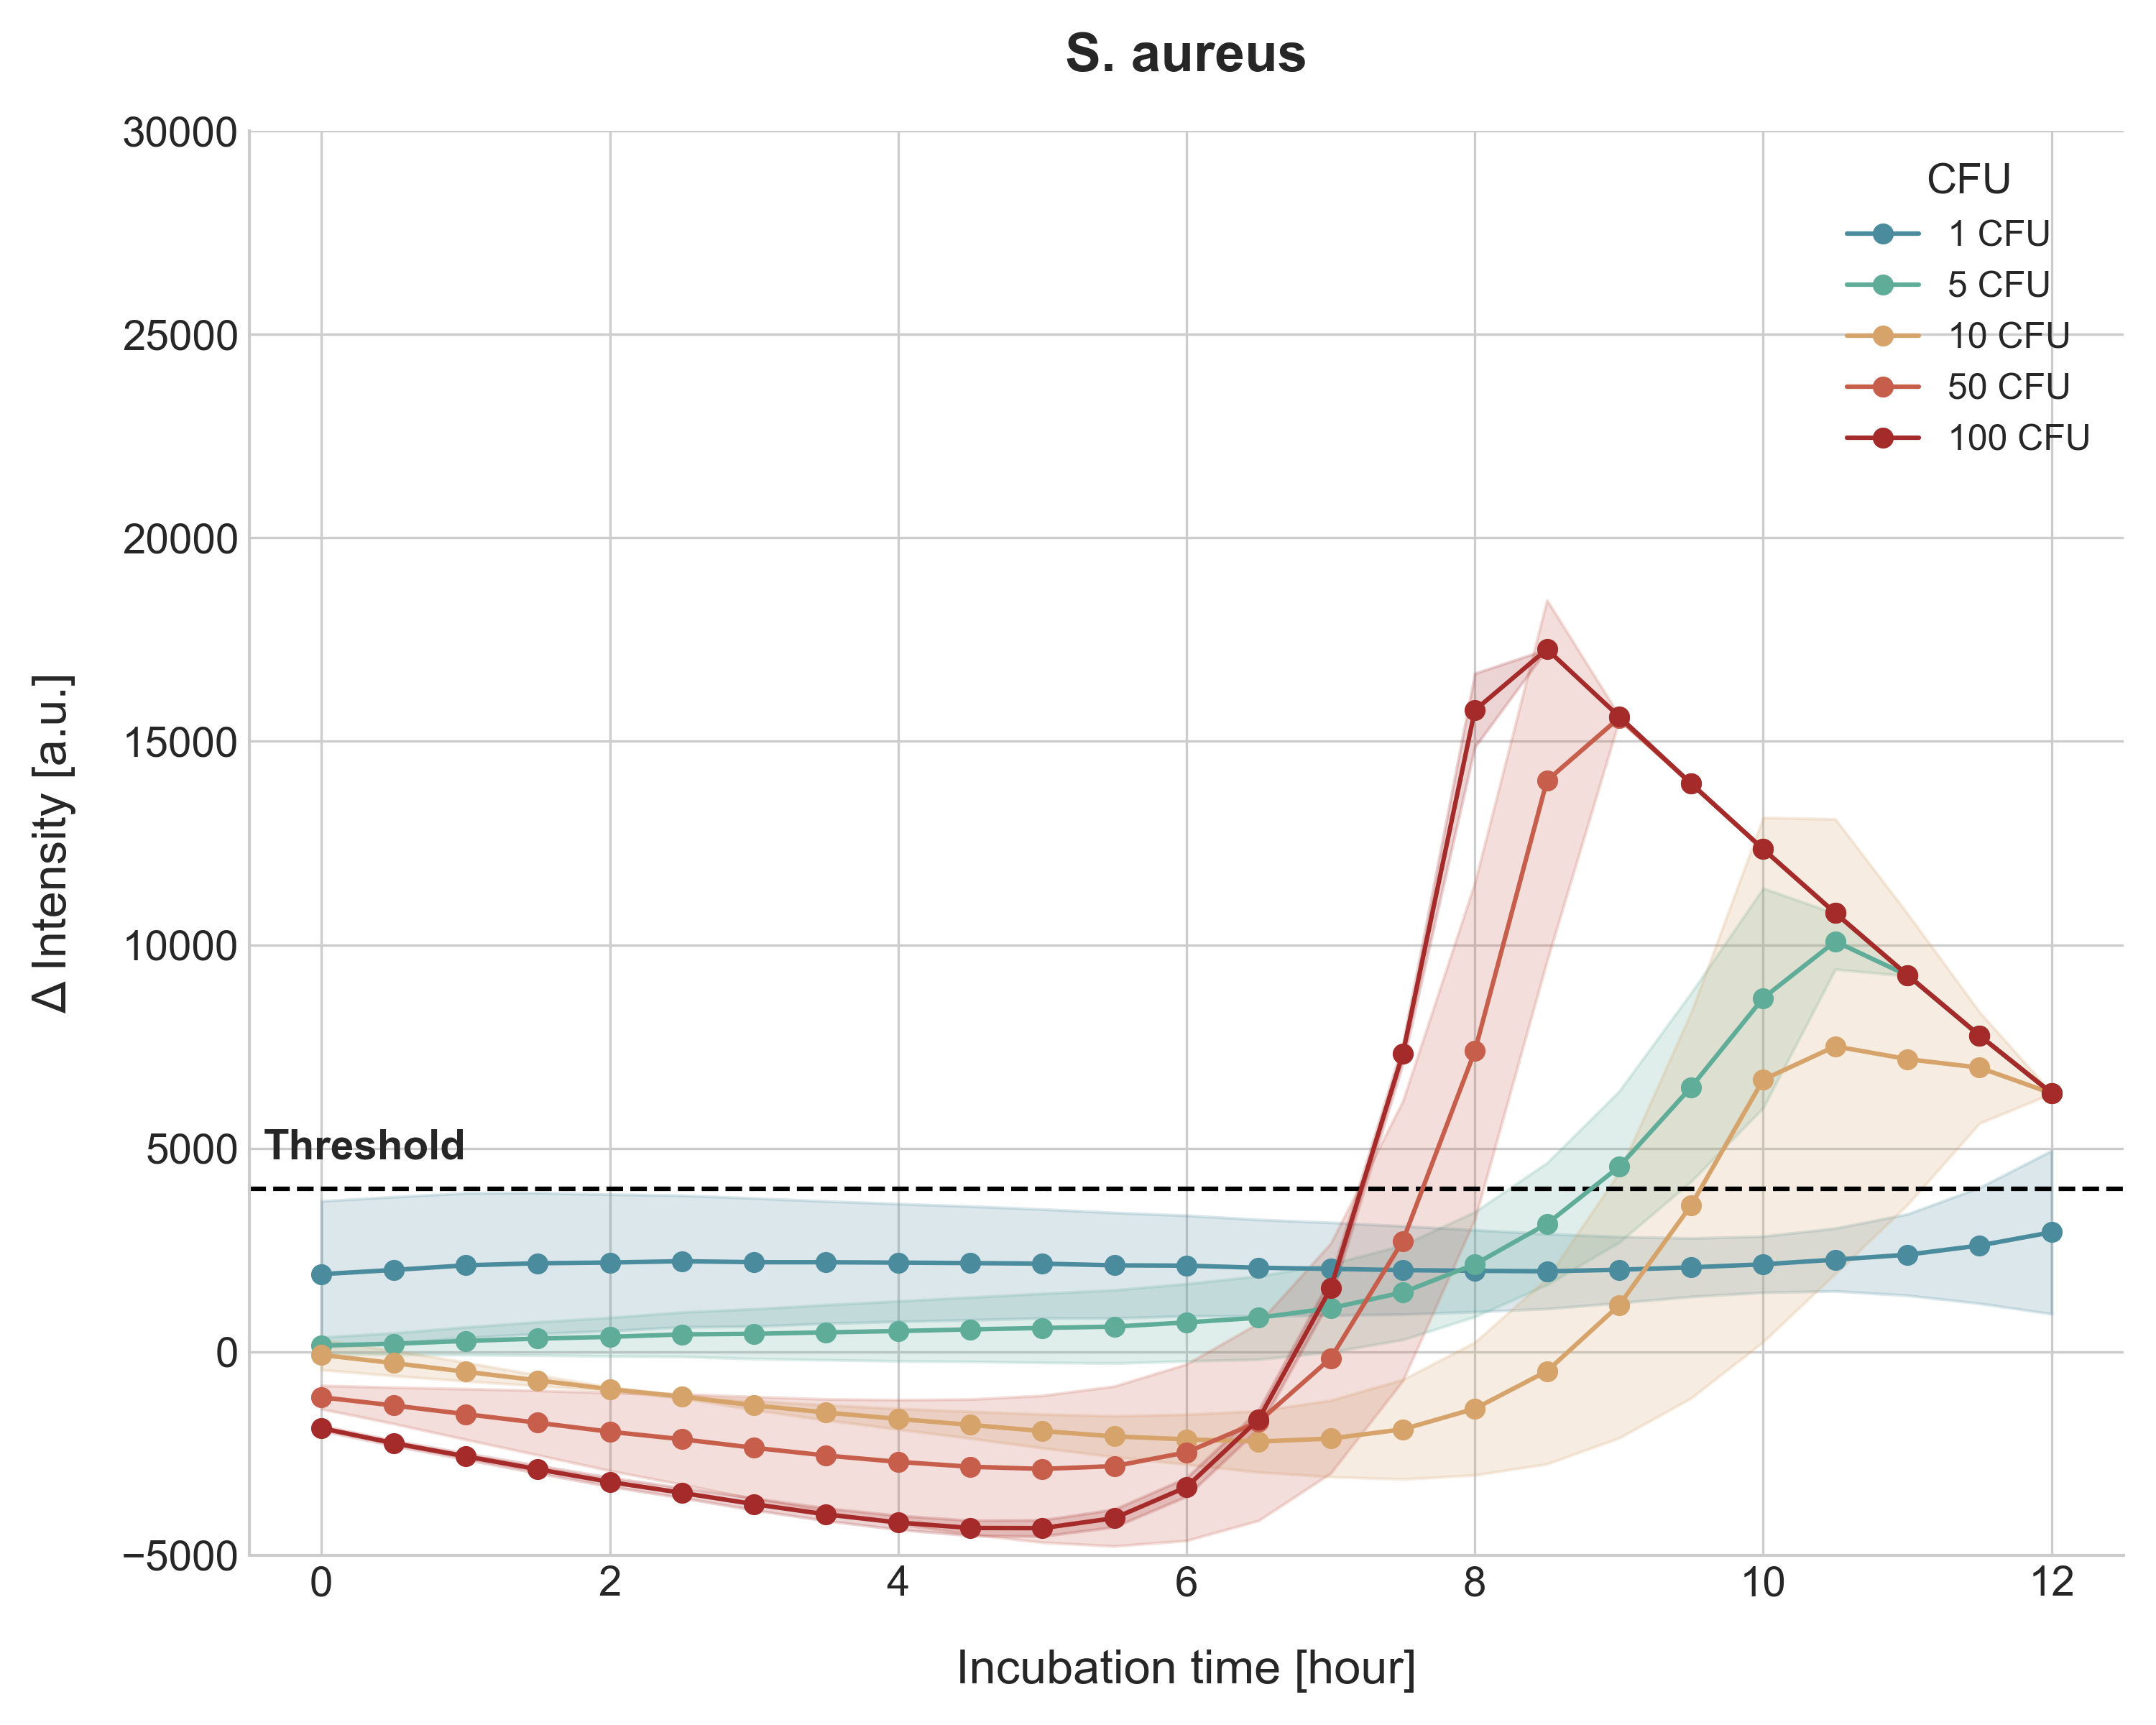 S. aureus
30000
25000
20000
15000
10000
5000
0
−5000
Δ Intensity [a.u.]
CFU
1 CFU
5 CFU
10 CFU
50 CFU
100 CFU
Threshold
0 2 4 6 8 10 12
Incubation time [hour]